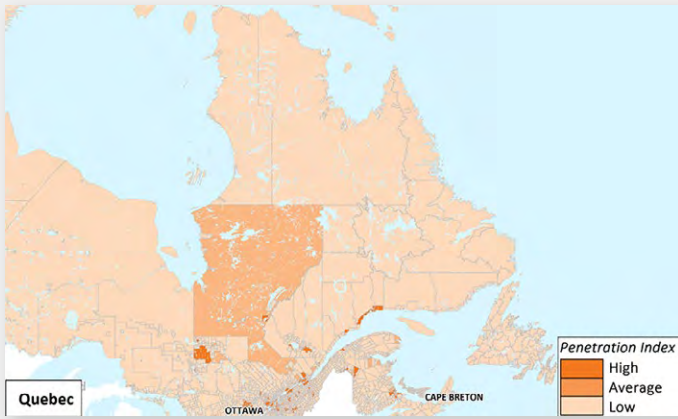 Penetration Index
High
Average
Low
Quebec
OTTAWA
CAPE BRETON